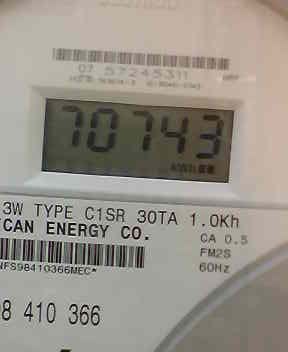 07 57245311
70743
3W TYPE C1SR 30TA 1.0Kh
CAN ENERGY CO.
CA 0.5
FM2S
60Hz
NFS98410366MEC*
8 410 366